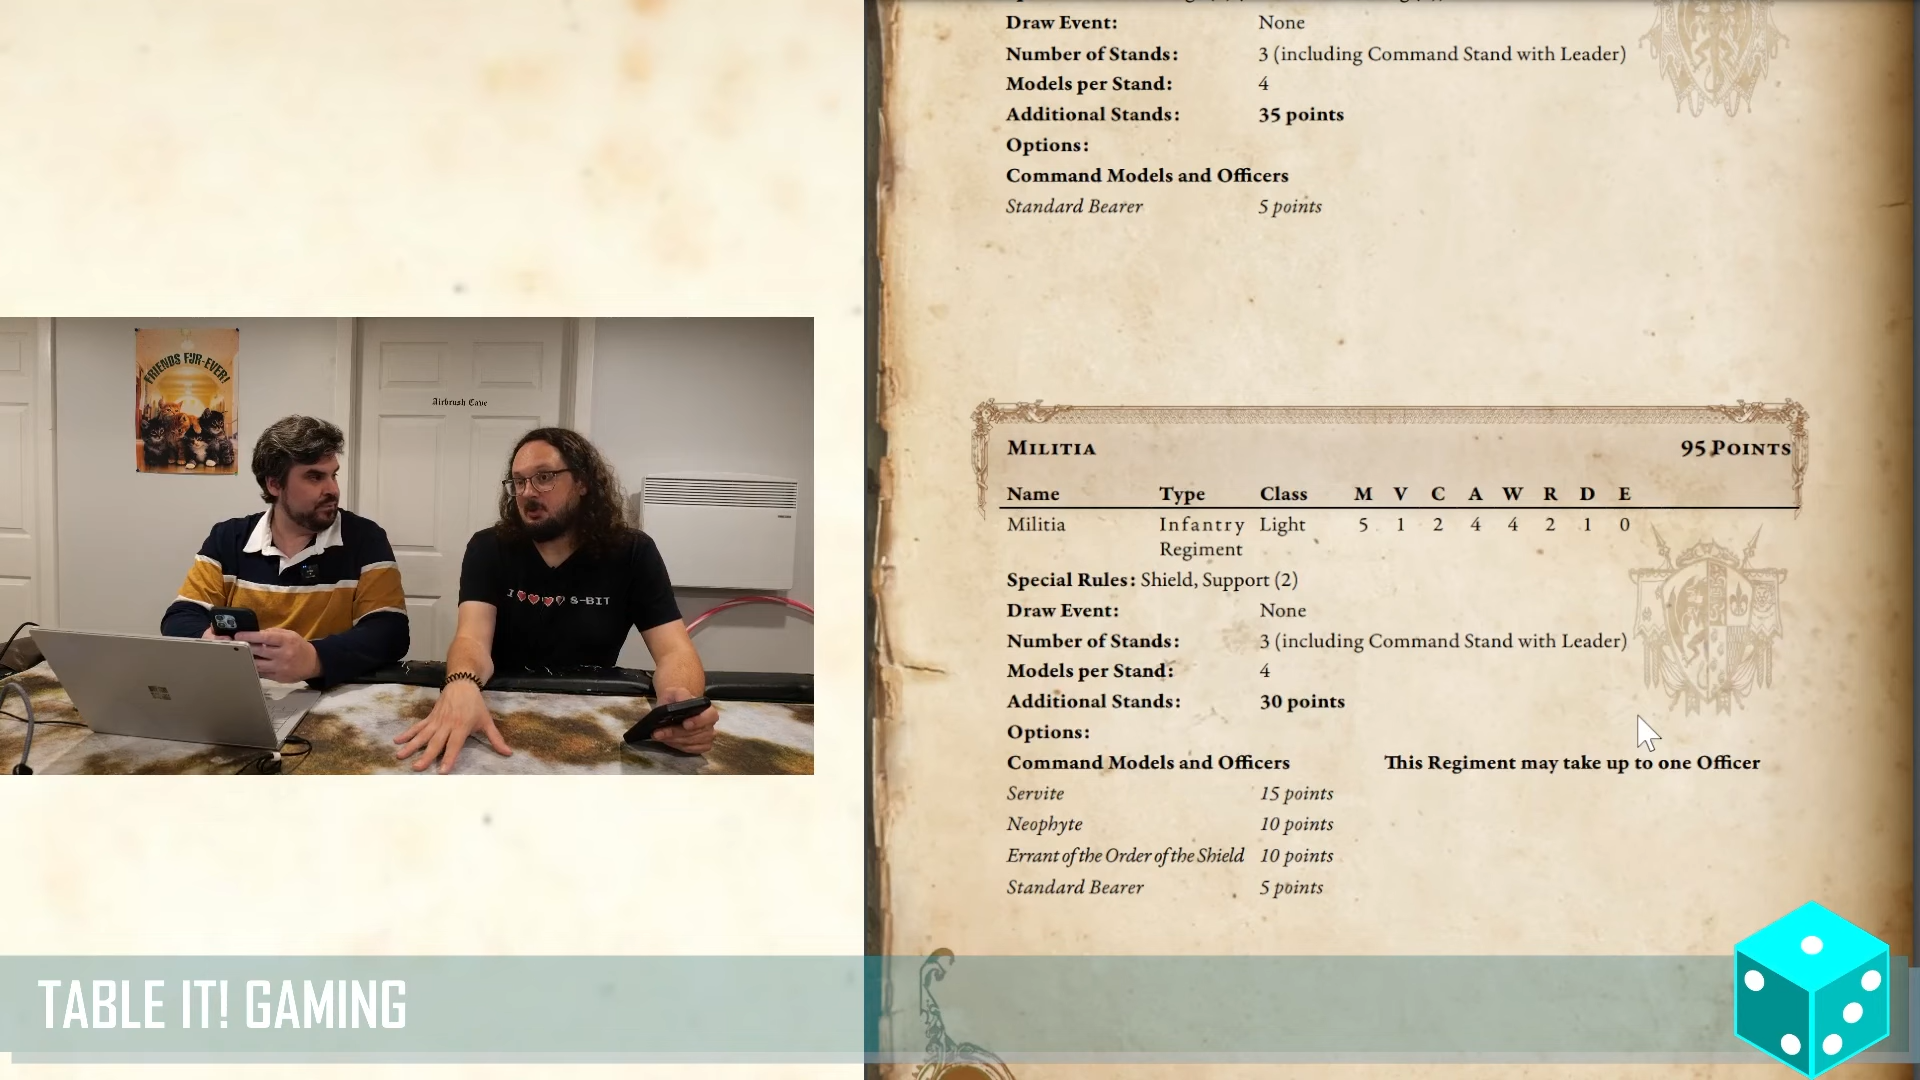 Draw Event: None
Number of Stands: 3 (including Command Stand with Leader)
Models per Stand: 4
Additional Stands: 35 points
Options:
Command Models and Officers
Standard Bearer 5 points
FRIENDS FUR-EVER!
Airbrush Cave
I 8-BIT
MILITIA 95 POINTS
Name Type Class M V C A W R D E
Militia Infantry Light 5 1 2 4 4 2 1 0
Regiment
Special Rules: Shield, Support (2)
Draw Event: None
Number of Stands: 3 (including Command Stand with Leader)
Models per Stand: 4
Additional Stands: 30 points
Options:
Command Models and Officers This Regiment may take up to one Officer
Servite 15 points
Neophyte 10 points
Errant of the Order of the Shield 10 points
Standard Bearer 5 points
TABLE IT! GAMING